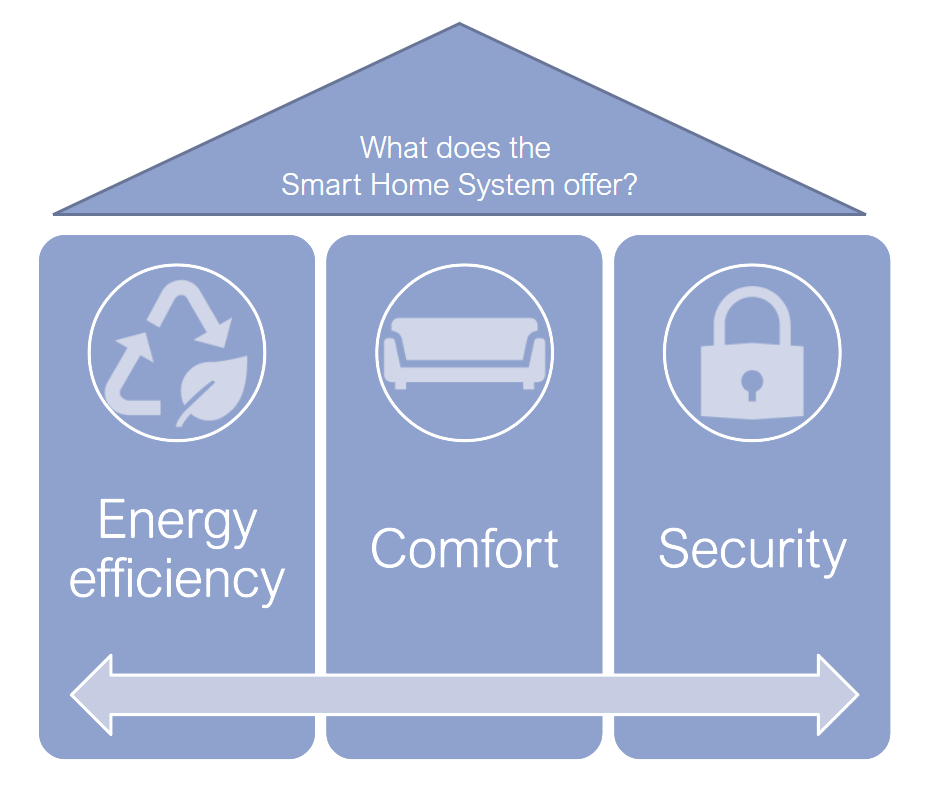 What does the
Smart Home System offer?
Energy
efficiency
Comfort
Security